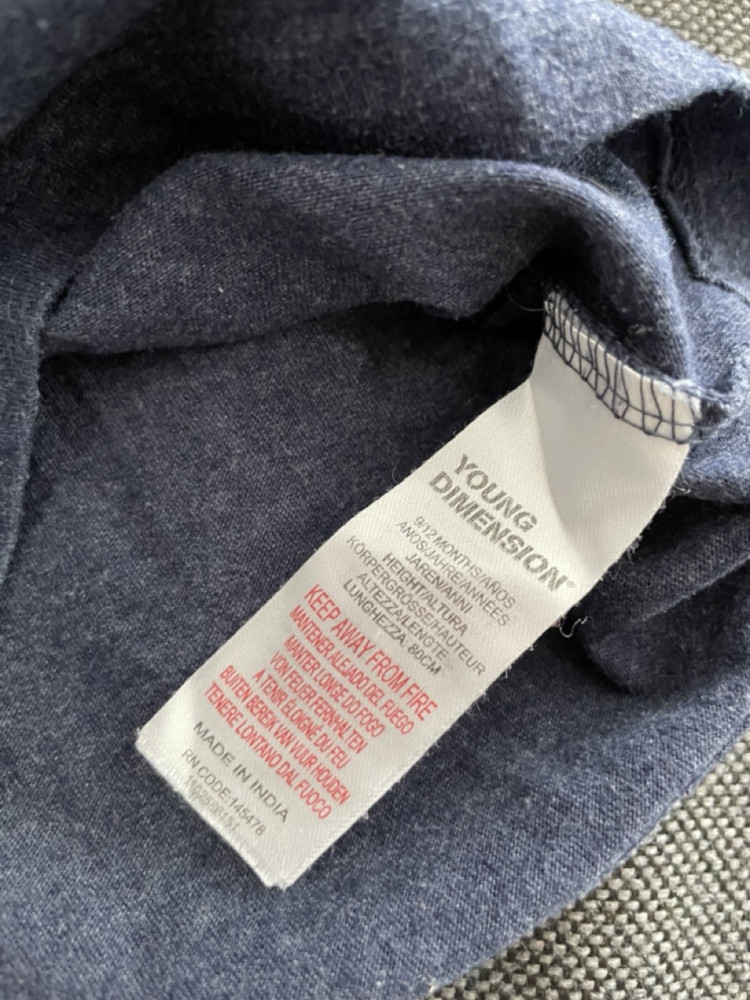 YOUNG
DIMENSION®
9/12 MONTHS/AÑOS
ANOS/JAHRE/ANNÉES
JAREN/ANNI
HEIGHT/ALTURA
KÖRPERGRÖSSE/HAUTEUR
ALTEZZA/LENGTE
LUNGHEZZA, 80CM
KEEP AWAY FROM FIRE
MANTENER ALEJADO DEL FUEGO
MANTER LONGE DO FOGO
VON FEUER FERNHALTEN
A TENIR ÉLOIGNÉ DU FEU
BUITEN BEREIK VAN VUUR HOUDEN
TENERE LONTANO DAL FUOCO
MADE IN INDIA
RN CODE:145478